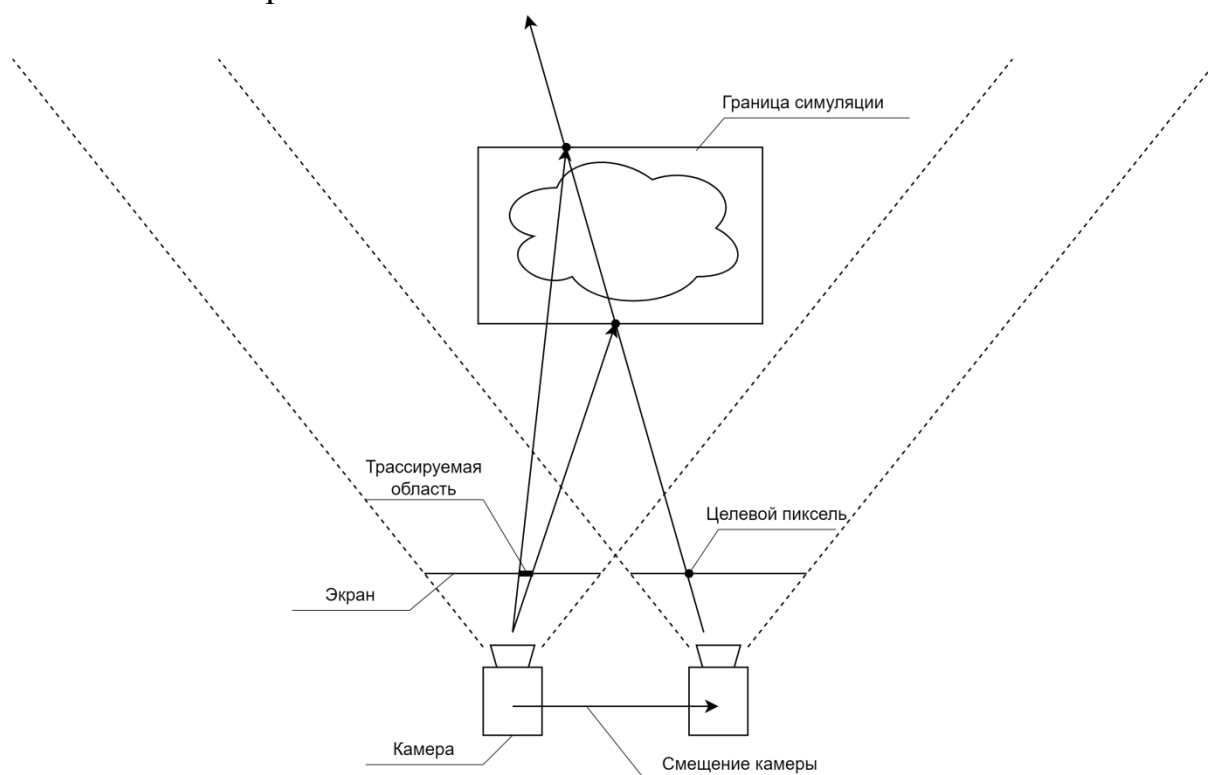 Граница симуляции
Трассируемая
область
Целевой пиксель
Экран
Камера
Смещение камеры